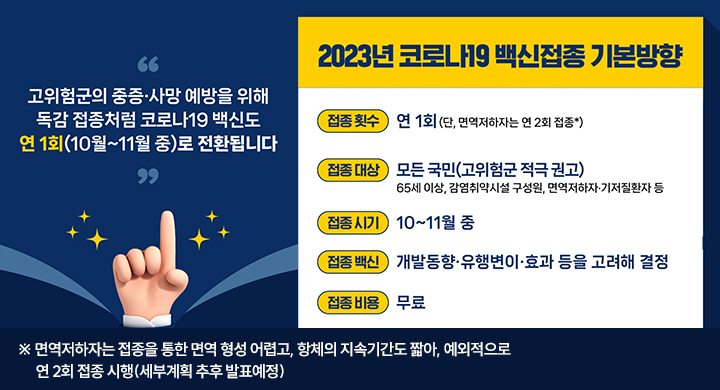 “
고위험군의 중증·사망 예방을 위해
독감 접종처럼 코로나19 백신도
연 1회(10월~11월 중)로 전환됩니다
”
2023년 코로나19 백신접종 기본방향
접종 횟수 연 1회 (단, 면역저하자는 연 2회 접종*)
접종 대상 모든 국민(고위험군 적극 권고)
65세 이상, 감염취약시설 구성원, 면역저하자·기저질환자 등
접종 시기 10~11월 중
접종 백신 개발동향·유행변이·효과 등을 고려해 결정
접종 비용 무료
※ 면역저하자는 접종을 통한 면역 형성 어렵고, 항체의 지속기간도 짧아, 예외적으로
연 2회 접종 시행(세부계획 추후 발표예정)